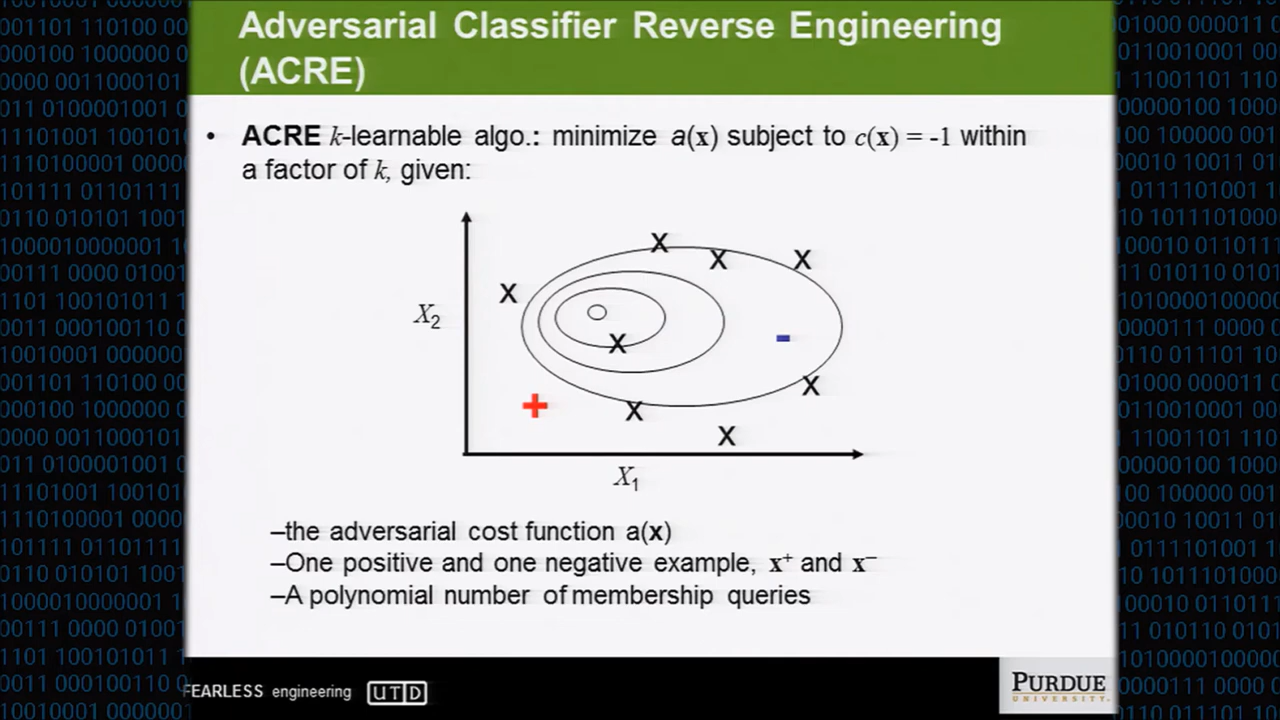 Adversarial Classifier Reverse Engineering
(ACRE)
• ACRE k-learnable algo.: minimize a(x) subject to c(x) = -1 within
a factor of k, given:
X
X
X
X
X2
-
X
X
+
X
X
X1
–the adversarial cost function a(x)
–One positive and one negative example, x+ and x−
–A polynomial number of membership queries
FEARLESS engineering UTD
PURDUE
UNIVERSITY